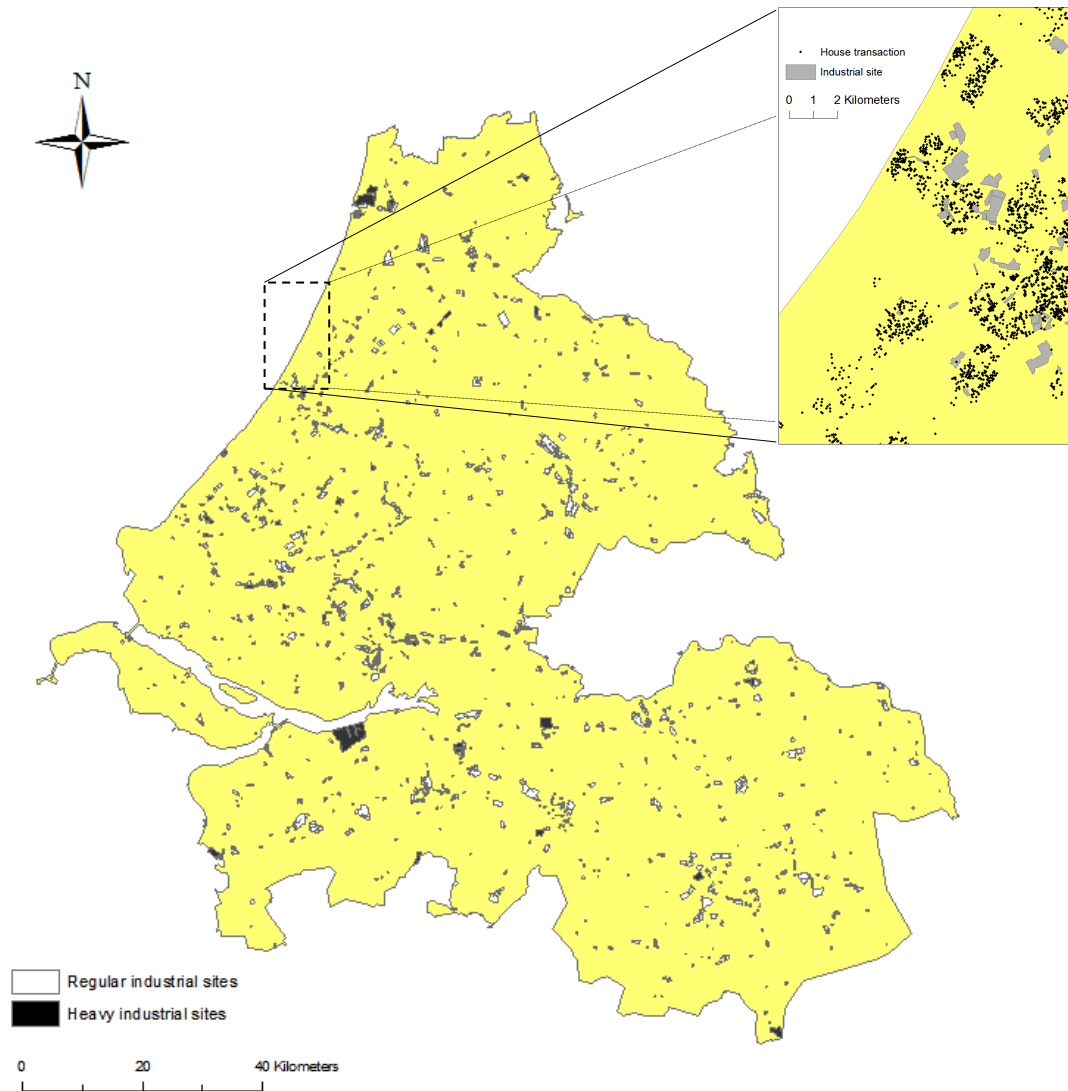 House transaction
Industrial site
0 1 2 Kilometers
N
Regular industrial sites
Heavy industrial sites
0 20 40 Kilometers